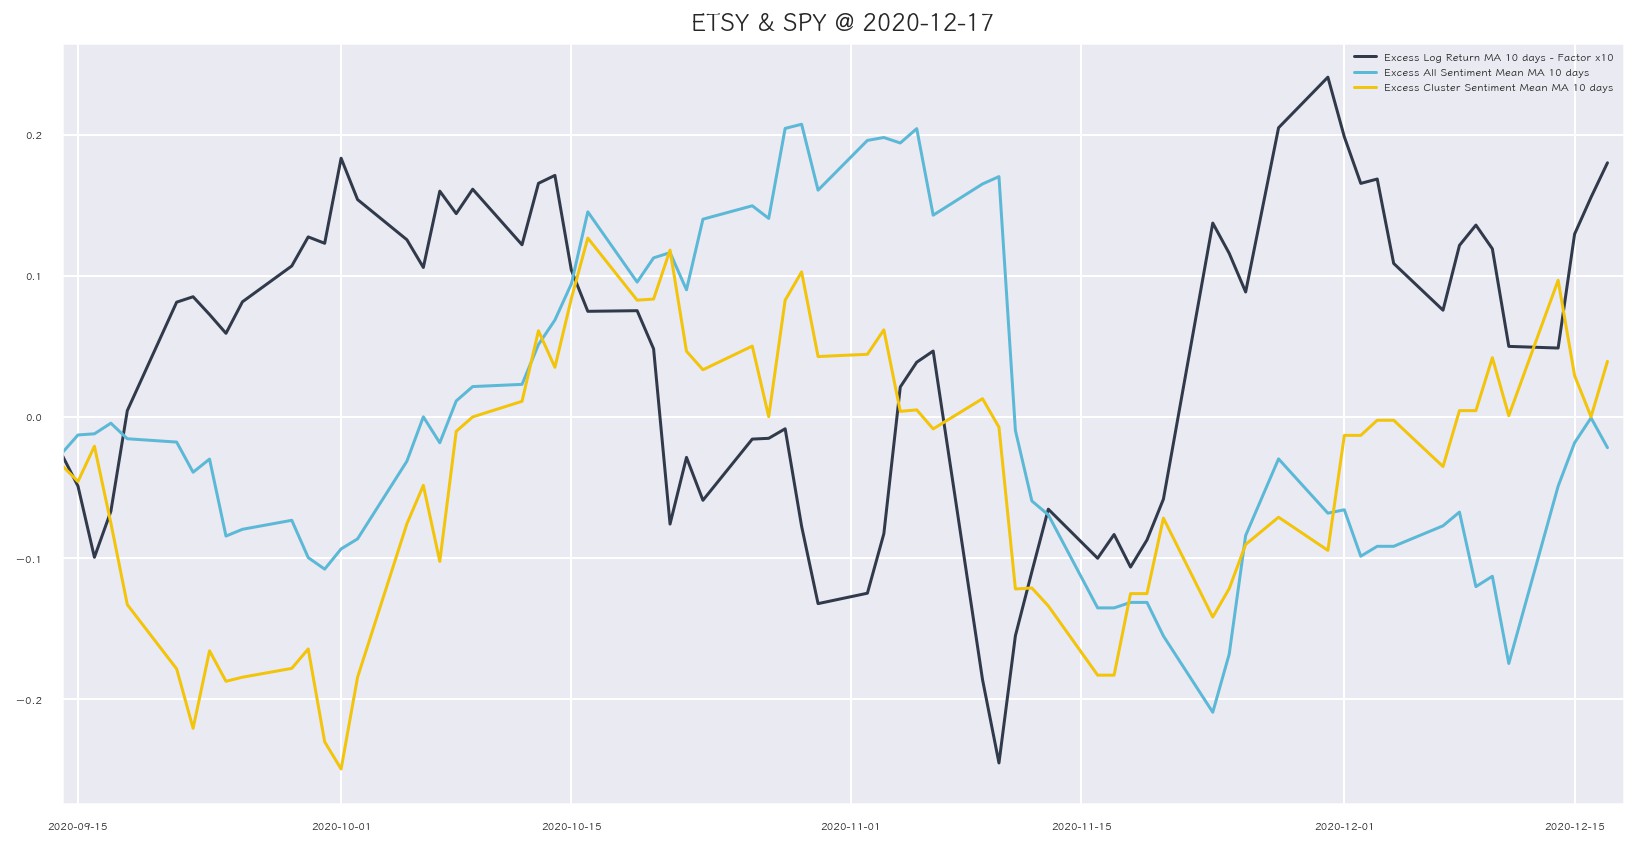 ETSY & SPY @ 2020-12-17
Excess Log Return MA 10 days - Factor x10
Excess All Sentiment Mean MA 10 days
Excess Cluster Sentiment Mean MA 10 days
0.2
0.1
0.0
−0.1
−0.2
2020-09-15 2020-10-01 2020-10-15 2020-11-01 2020-11-15 2020-12-01 2020-12-15